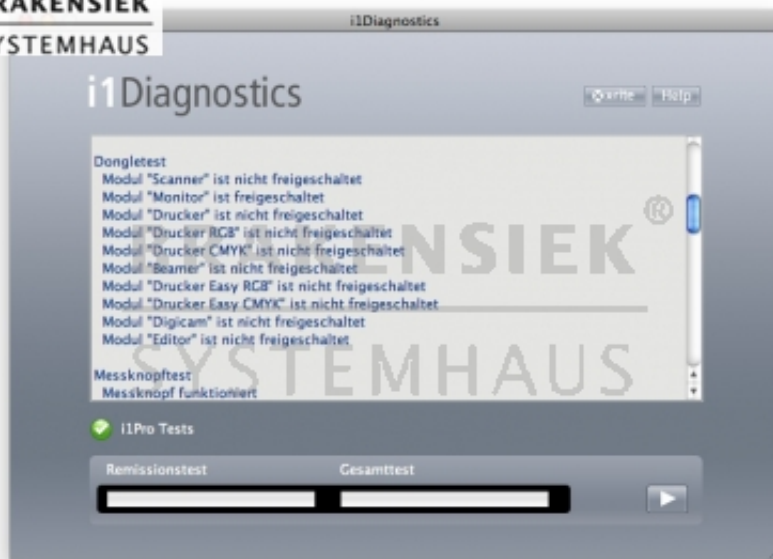 RAKENSIEK
YSTEMHAUS
i1Diagnostics
i1Diagnostics
x-rite Help
Dongletest
Modul "Scanner" ist nicht freigeschaltet
Modul "Monitor" ist freigeschaltet
Modul "Drucker" ist nicht freigeschaltet
Modul "Drucker RGB" ist nicht freigeschaltet
Modul "Drucker CMYK" ist nicht freigeschaltet
Modul "Beamer" ist nicht freigeschaltet
Modul "Drucker Easy RGB" ist nicht freigeschaltet
Modul "Drucker Easy CMYK" ist nicht freigeschaltet
Modul "Digicam" ist nicht freigeschaltet
Modul "Editor" ist nicht freigeschaltet
Messknopftest
Messknopf funktioniert
BRAKENSIEK®
SYSTEMHAUS
i1Pro Tests
Remissionstest Gesamttest